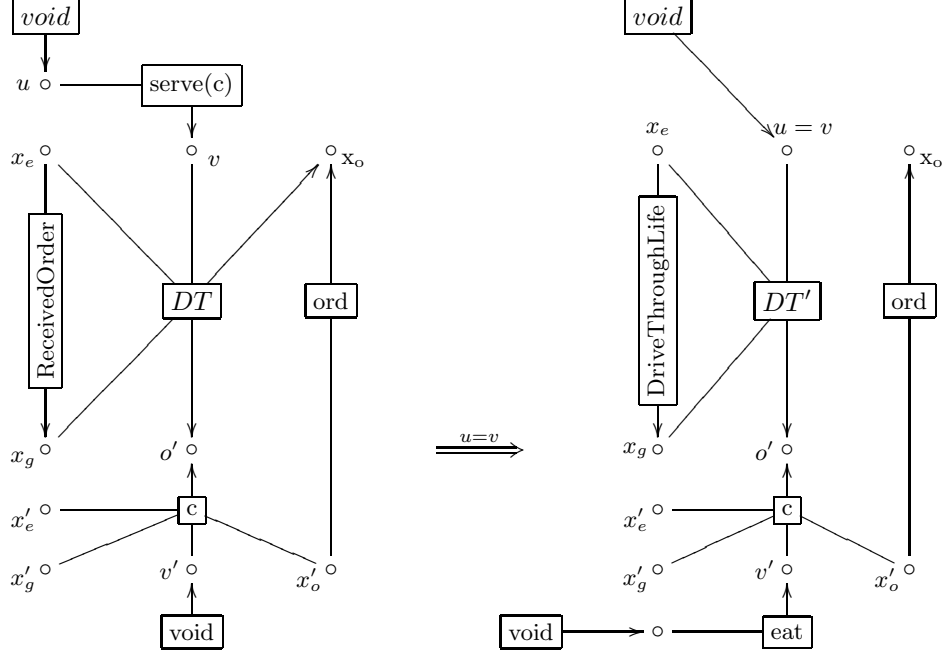 void void
u serve(c)
x_e v x_o x_e u = v x_o
ReceivedOrder DT ord DriveThroughLife DT′ ord
x_g o′ u=v x_g o′
x′_e c x′_e c
x′_g v′ x′_o x′_g v′ x′_o
void void eat